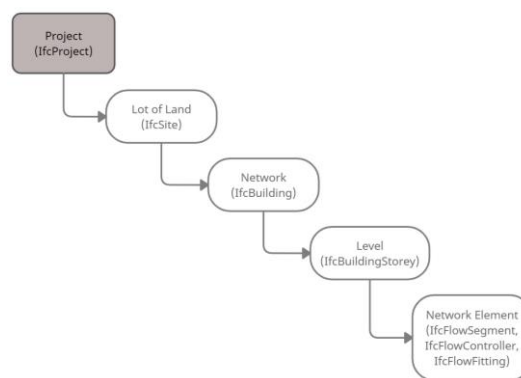 Project
(IfcProject)
Lot of Land
(IfcSite)
Network
(IfcBuilding)
Level
(IfcBuildingStorey)
Network Element
(IfcFlowSegment,
IfcFlowController,
IfcFlowFitting)